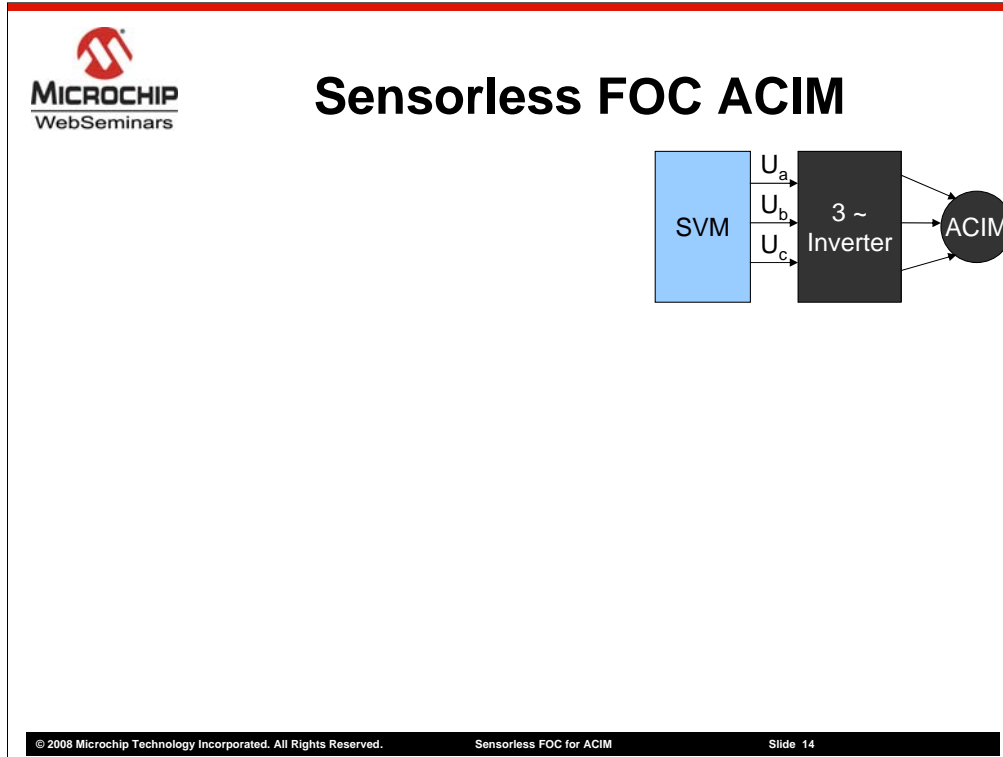 MICROCHIP
WebSeminars
Sensorless FOC ACIM
SVM
Ua
Ub
Uc
3 ~
Inverter
ACIM
© 2008 Microchip Technology Incorporated. All Rights Reserved. Sensorless FOC for ACIM Slide 14